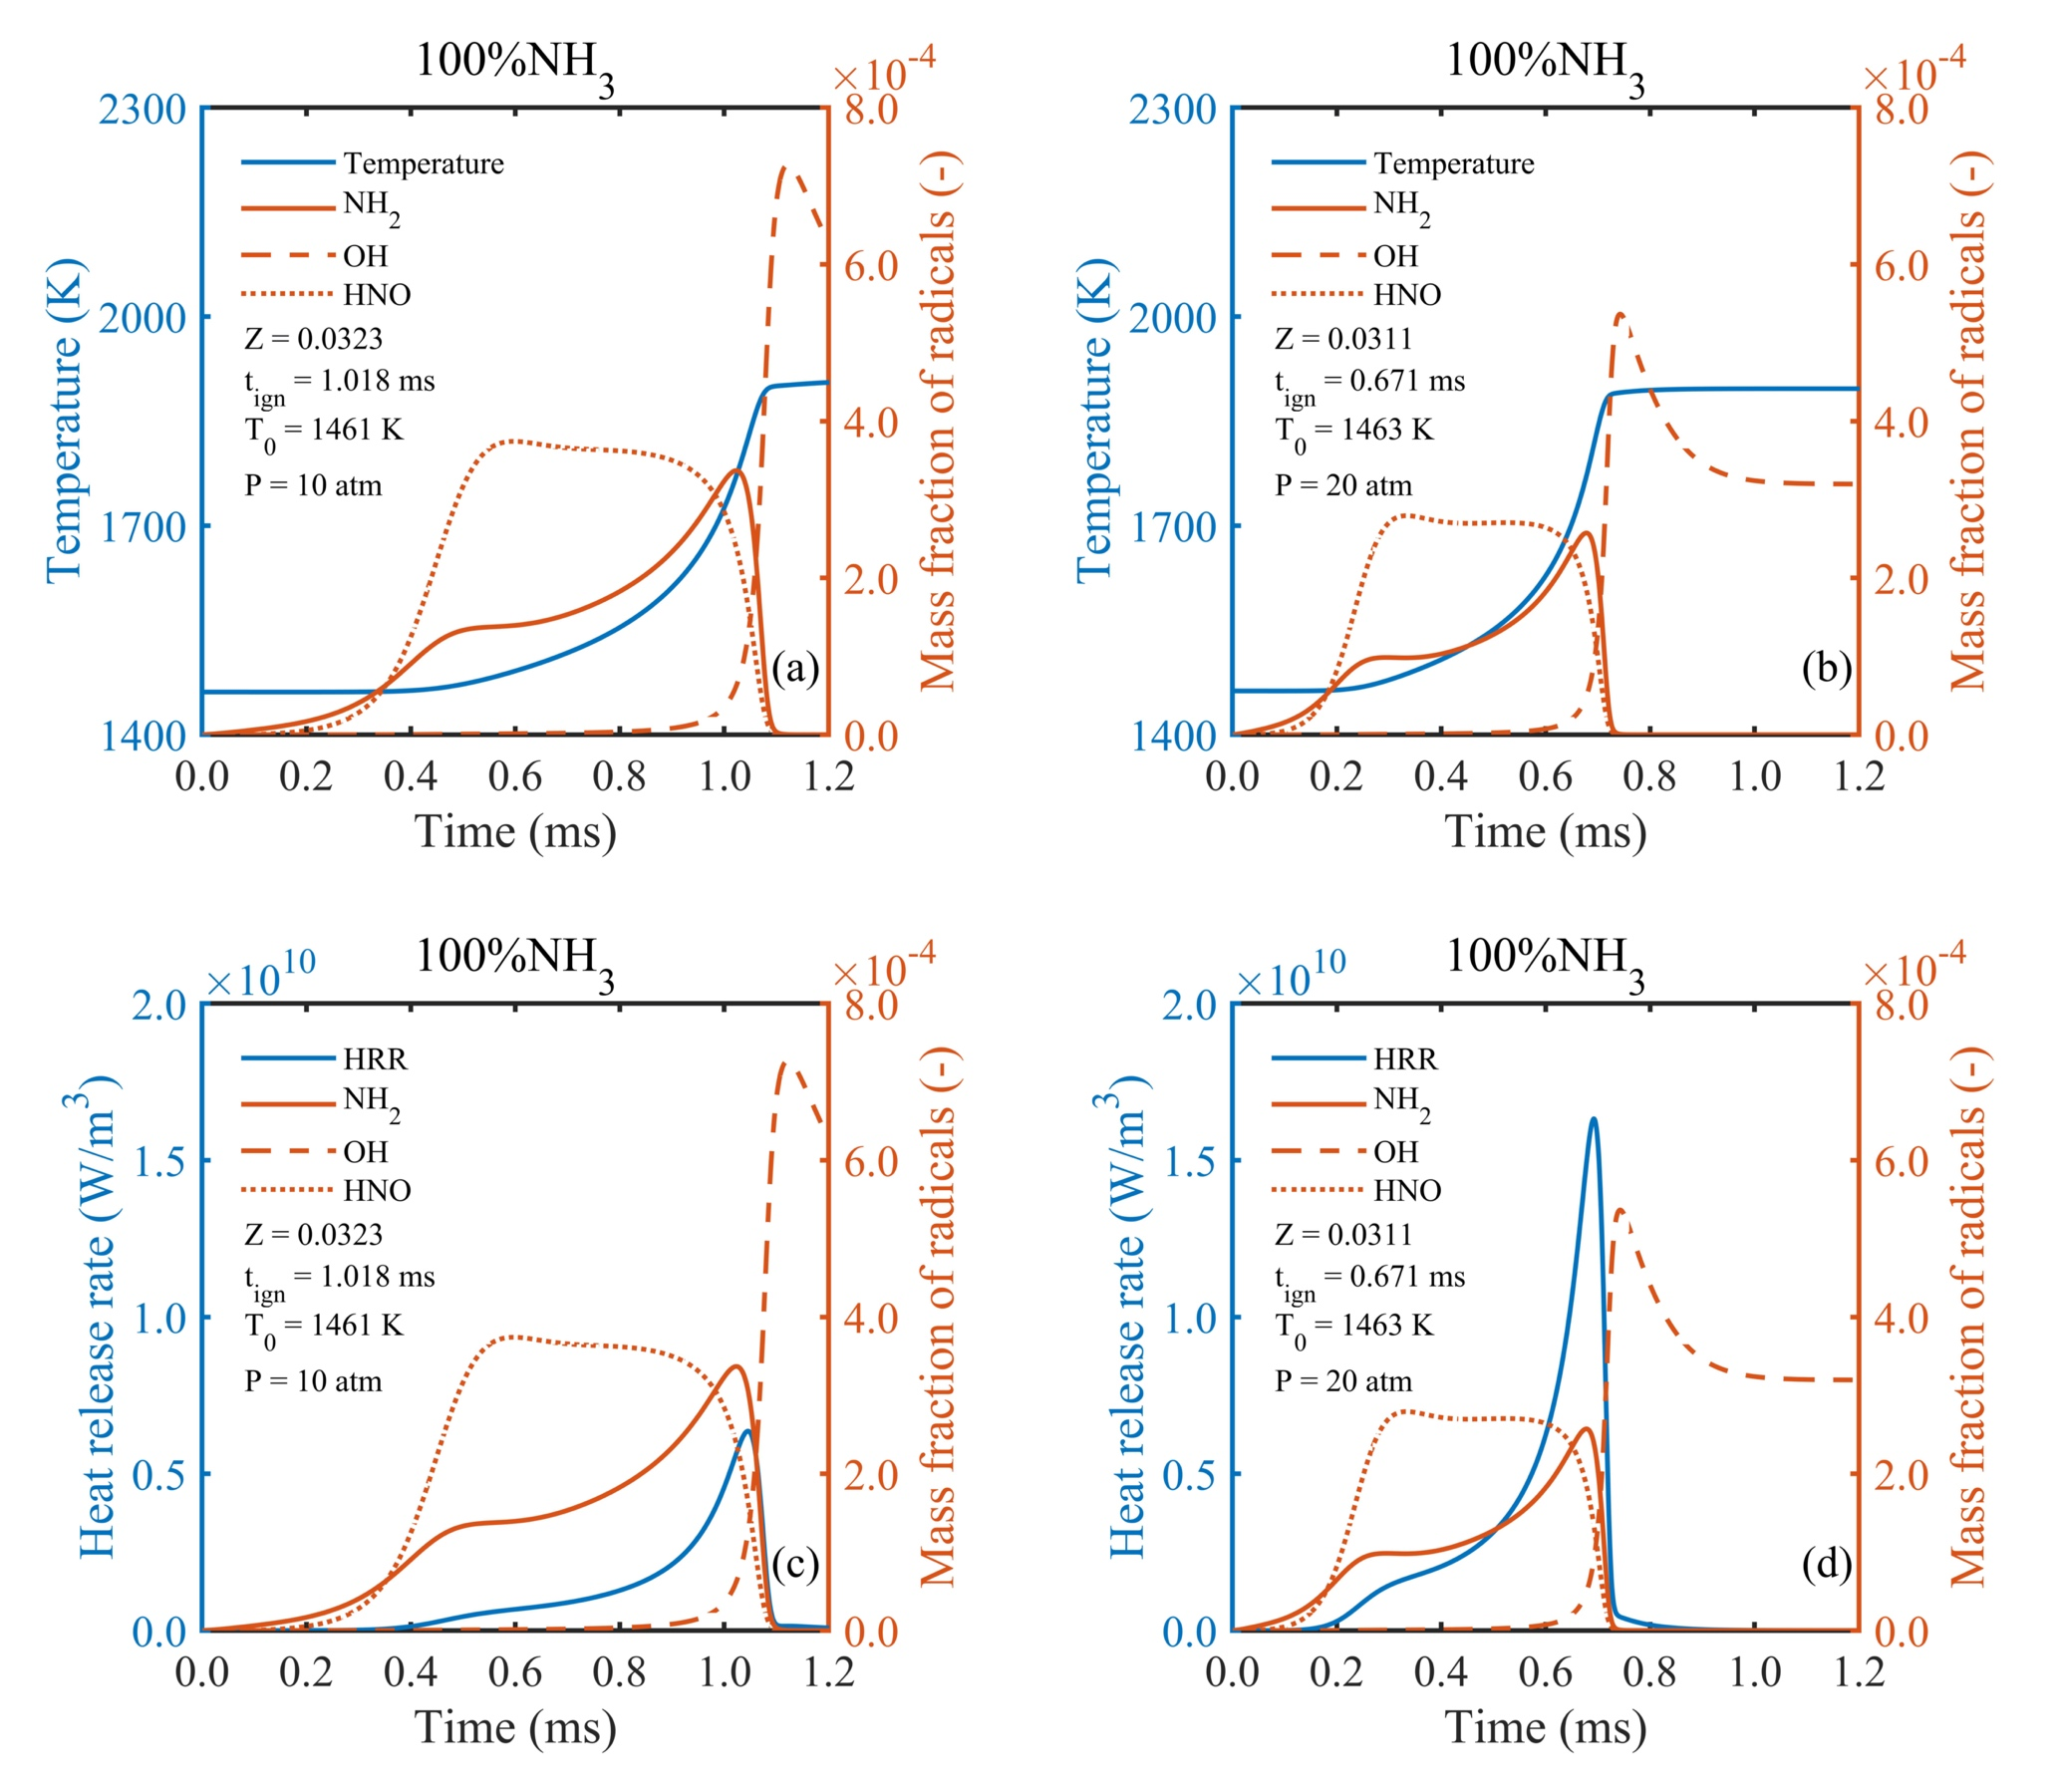 100%NH3
×10-4
2300
2000
1700
1400
Temperature (K)
8.0
6.0
4.0
2.0
0.0
Mass fraction of radicals (-)
Temperature
NH2
OH
HNO
Z = 0.0323
tign = 1.018 ms
T0 = 1461 K
P = 10 atm
(a)
0.0 0.2 0.4 0.6 0.8 1.0 1.2
Time (ms)
100%NH3
×10-4
2300
2000
1700
1400
Temperature (K)
8.0
6.0
4.0
2.0
0.0
Mass fraction of radicals (-)
Temperature
NH2
OH
HNO
Z = 0.0311
tign = 0.671 ms
T0 = 1463 K
P = 20 atm
(b)
0.0 0.2 0.4 0.6 0.8 1.0 1.2
Time (ms)
100%NH3
×1010
×10-4
2.0
1.5
1.0
0.5
0.0
Heat release rate (W/m3)
8.0
6.0
4.0
2.0
0.0
Mass fraction of radicals (-)
HRR
NH2
OH
HNO
Z = 0.0323
tign = 1.018 ms
T0 = 1461 K
P = 10 atm
(c)
0.0 0.2 0.4 0.6 0.8 1.0 1.2
Time (ms)
100%NH3
×1010
×10-4
2.0
1.5
1.0
0.5
0.0
Heat release rate (W/m3)
8.0
6.0
4.0
2.0
0.0
Mass fraction of radicals (-)
HRR
NH2
OH
HNO
Z = 0.0311
tign = 0.671 ms
T0 = 1463 K
P = 20 atm
(d)
0.0 0.2 0.4 0.6 0.8 1.0 1.2
Time (ms)